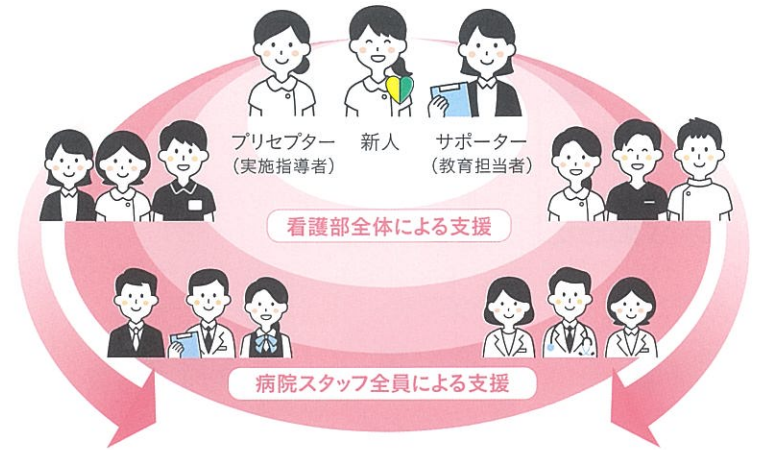 プリセプター
(実施指導者)
新人
サポーター
(教育担当者)
看護部全体による支援
病院スタッフ全員による支援